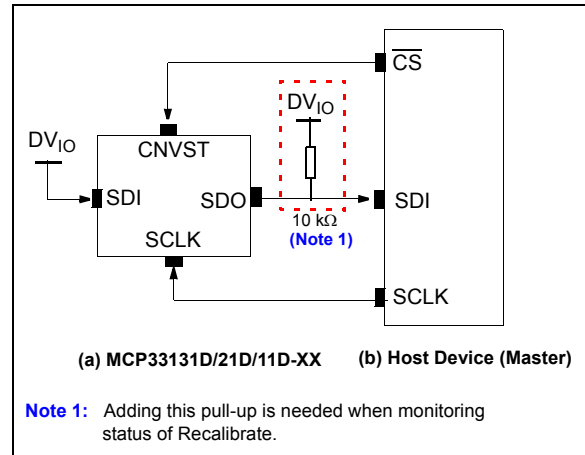 CS
DVIO
DVIO
CNVST
SDI
SDO
SDI
10 kΩ
(Note 1)
SCLK
SCLK
(a) MCP33131D/21D/11D-XX (b) Host Device (Master)
Note 1: Adding this pull-up is needed when monitoring
status of Recalibrate.